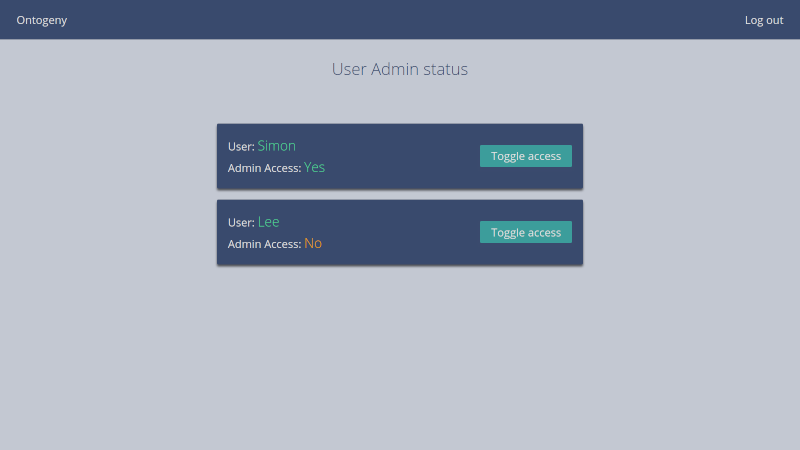 Ontogeny
Log out
User Admin status
User: Simon
Admin Access: Yes
Toggle access
User: Lee
Admin Access: No
Toggle access